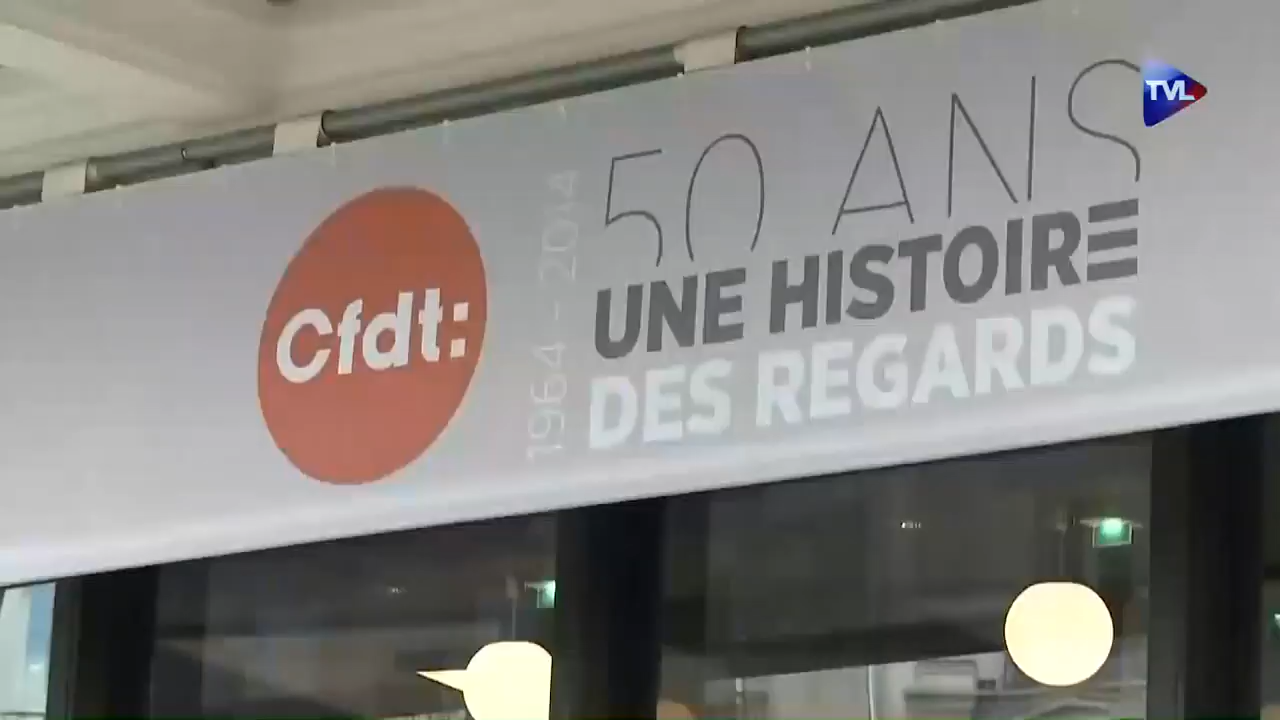 TVL
Cfdt:
1964 - 2014
50 ANS
UNE HISTOIRE
DES REGARDS